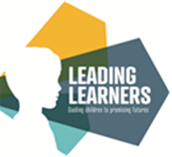 LEADING
LEARNERS
Guiding children to promising futures